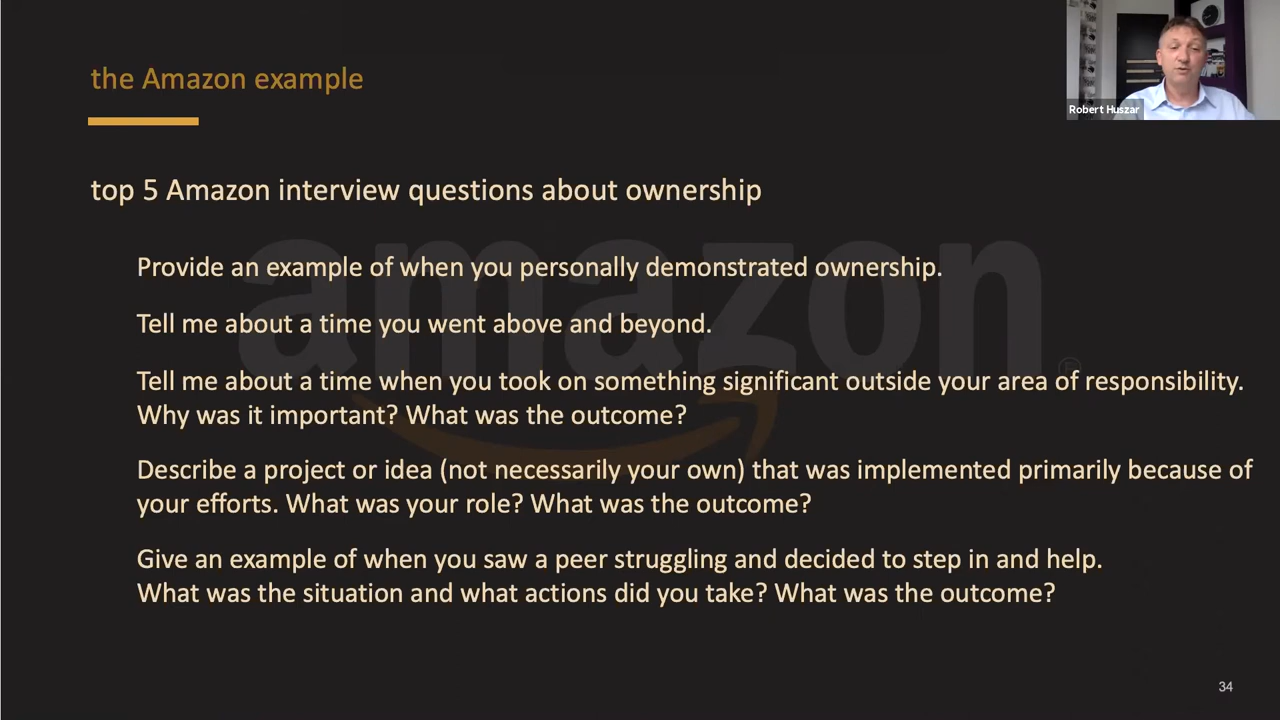 the Amazon example
Robert Huszar
top 5 Amazon interview questions about ownership
amazon
®
Provide an example of when you personally demonstrated ownership.
Tell me about a time you went above and beyond.
Tell me about a time when you took on something significant outside your area of responsibility.
Why was it important? What was the outcome?
Describe a project or idea (not necessarily your own) that was implemented primarily because of
your efforts. What was your role? What was the outcome?
Give an example of when you saw a peer struggling and decided to step in and help.
What was the situation and what actions did you take? What was the outcome?
34